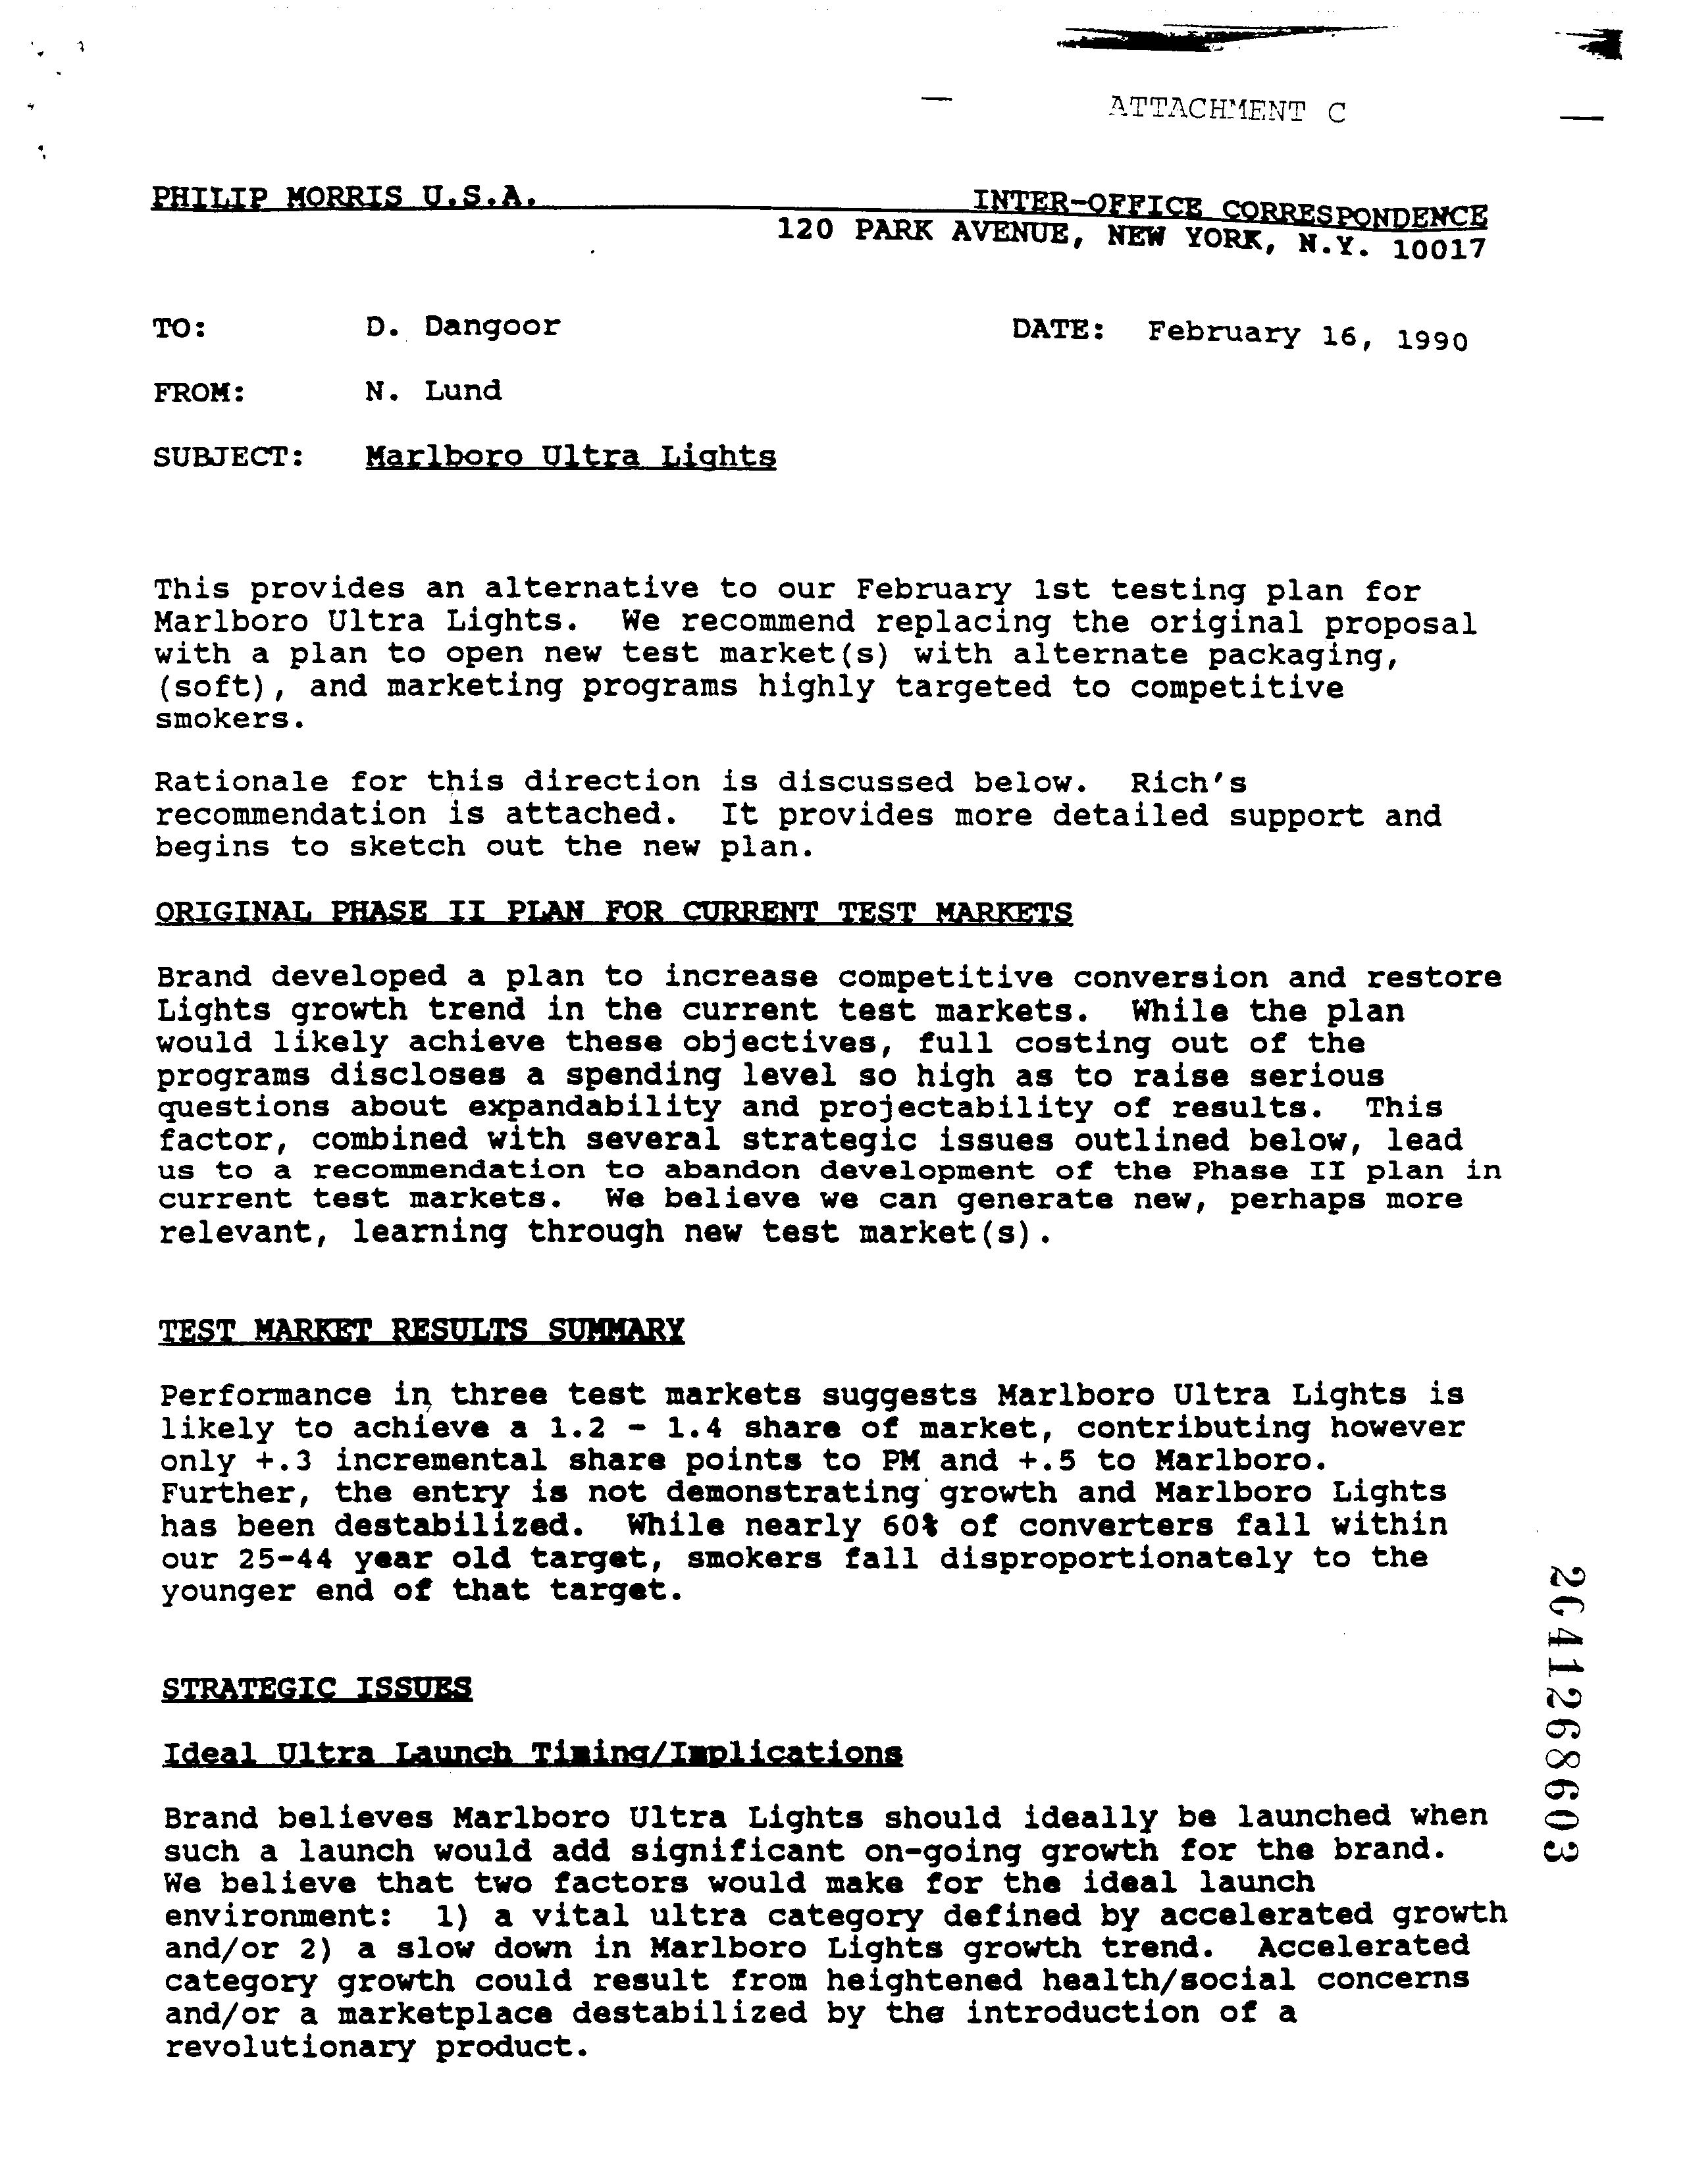 ATTACHMENT C
PHILIP MORRIS U.S.A. INTER-OFFICE CORRESPONDENCE
120 PARK AVENUE, NEW YORK, N.Y. 10017
TO: D. Dangoor DATE: February 16, 1990
FROM: N. Lund
SUBJECT: Marlboro Ultra Lights
This provides an alternative to our February 1st testing plan for
Marlboro Ultra Lights. We recommend replacing the original proposal
with a plan to open new test market(s) with alternate packaging,
(soft), and marketing programs highly targeted to competitive
smokers.
Rationale for this direction is discussed below. Rich's
recommendation is attached. It provides more detailed support and
begins to sketch out the new plan.
ORIGINAL PHASE II PLAN FOR CURRENT TEST MARKETS
Brand developed a plan to increase competitive conversion and restore
Lights growth trend in the current test markets. While the plan
would likely achieve these objectives, full costing out of the
programs discloses a spending level so high as to raise serious
questions about expandability and projectability of results. This
factor, combined with several strategic issues outlined below, lead
us to a recommendation to abandon development of the Phase II plan in
current test markets. We believe we can generate new, perhaps more
relevant, learning through new test market(s).
TEST MARKET RESULTS SUMMARY
Performance in three test markets suggests Marlboro Ultra Lights is
likely to achieve a 1.2 - 1.4 share of market, contributing however
only +.3 incremental share points to PM and +.5 to Marlboro.
Further, the entry is not demonstrating growth and Marlboro Lights
has been destabilized. While nearly 60% of converters fall within
our 25-44 year old target, smokers fall disproportionately to the
younger end of that target.
STRATEGIC ISSUES
Ideal Ultra Launch Timing/Implications
Brand believes Marlboro Ultra Lights should ideally be launched when
such a launch would add significant on-going growth for the brand.
We believe that two factors would make for the ideal launch
environment: 1) a vital ultra category defined by accelerated growth
and/or 2) a slow down in Marlboro Lights growth trend. Accelerated
category growth could result from heightened health/social concerns
and/or a marketplace destabilized by the introduction of a
revolutionary product.
2041268603